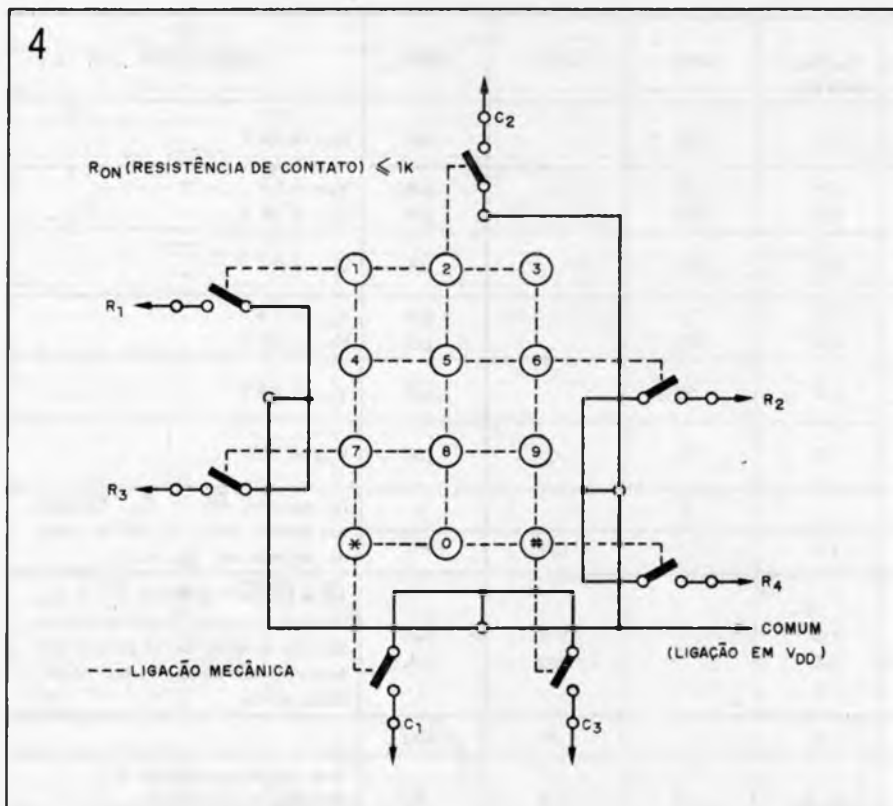 4
C2
RON (RESISTÊNCIA DE CONTATO) ⩽ 1K
1 2 3
R1
4 5 6
R2
7 8 9
R3
* 0 #
R4
COMUM
(LIGAÇÃO EM VDD)
---- LIGACÃO MECÂNICA
C1 C3